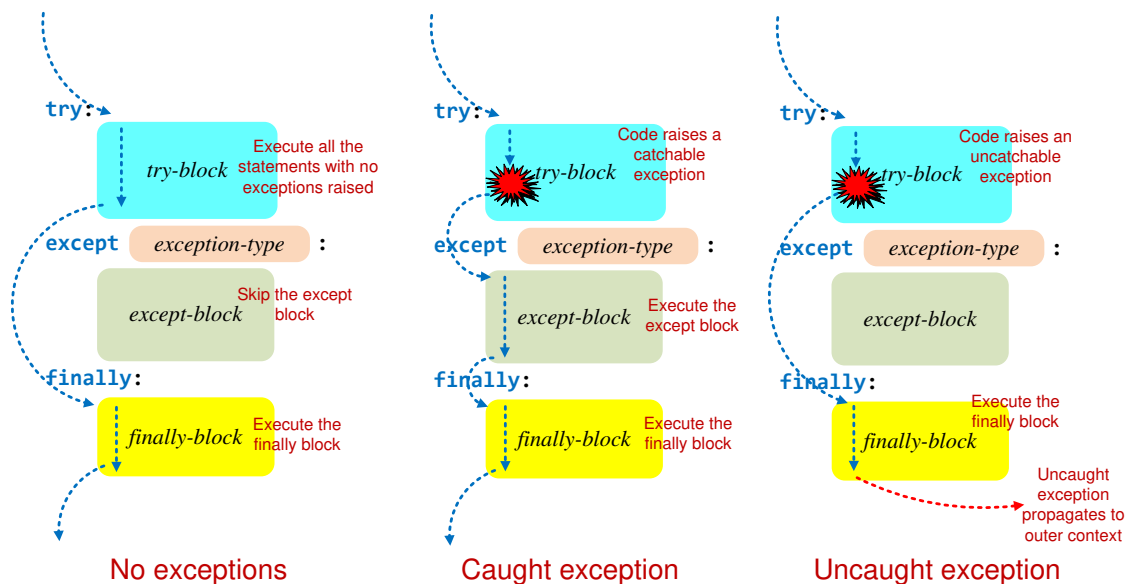 try:
Execute all the
statements with no
exceptions raised
try-block
except exception-type :
Skip the except
block
except-block
finally:
Execute the
finally block
finally-block
No exceptions
try:
Code raises a
catchable
exception
try-block
except exception-type :
Execute the
except block
except-block
finally:
Execute the
finally block
finally-block
Caught exception
try:
Code raises an
uncatchable
exception
try-block
except exception-type :
except-block
finally:
Execute the
finally block
finally-block
Uncaught
exception
propagates to
outer context
Uncaught exception